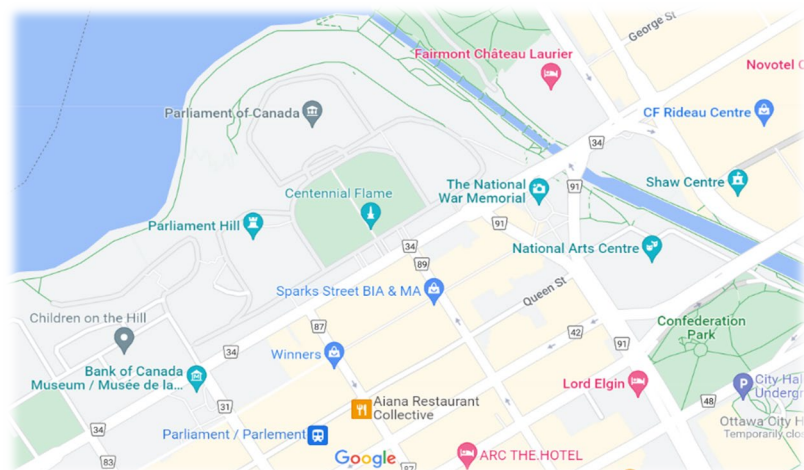 George St
Fairmont Château Laurier
Novotel
Parliament of Canada
CF Rideau Centre
34
The National
War Memorial
91
Shaw Centre
Centennial Flame
Parliament Hill
91
34
National Arts Centre
89
Sparks Street BIA & MA
Queen St
Children on the Hill
87
Confederation
Park
42
91
34
Winners
Bank of Canada
Museum / Musée de la...
Lord Elgin
City Hal
Undergr
31
Aiana Restaurant
Collective
48
Ottawa City H
Temporarily clos
34
Parliament / Parlement
83
Google
87
ARC THE.HOTEL